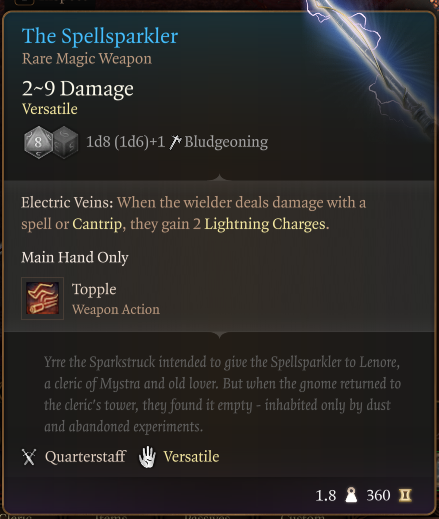 The Spellsparkler
Rare Magic Weapon
2~9 Damage
Versatile
8 1d8 (1d6)+1 Bludgeoning
Electric Veins: When the wielder deals damage with a
spell or Cantrip, they gain 2 Lightning Charges.
Main Hand Only
Topple
Weapon Action
Yrre the Sparkstruck intended to give the Spellsparkler to Lenore,
a cleric of Mystra and old lover. But when the gnome returned to
the cleric's tower, they found it empty - inhabited only by dust
and abandoned experiments.
Quarterstaff Versatile
1.8 360